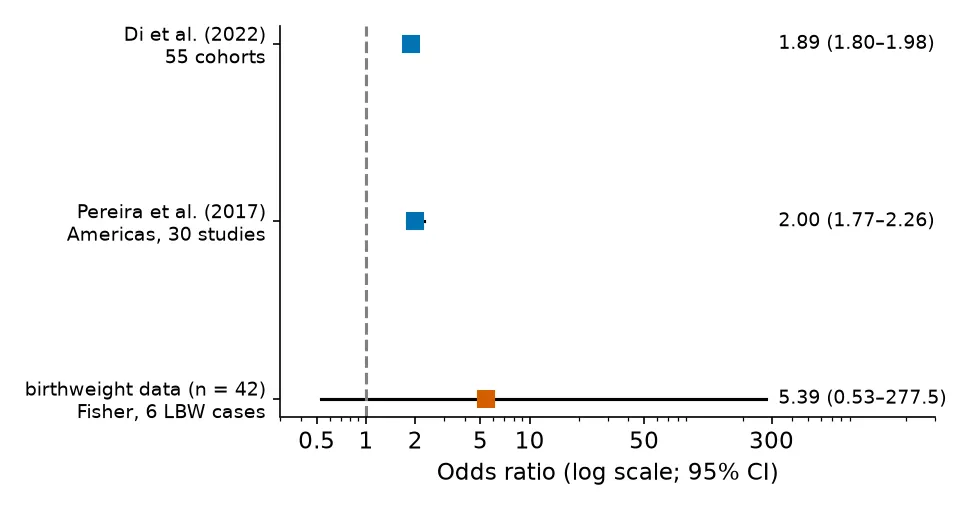 Di et al. (2022)
55 cohorts
1.89 (1.80–1.98)
Pereira et al. (2017)
Americas, 30 studies
2.00 (1.77–2.26)
birthweight data (n = 42)
Fisher, 6 LBW cases
5.39 (0.53–277.5)
0.5 1 2 5 10 50 300
Odds ratio (log scale; 95% CI)